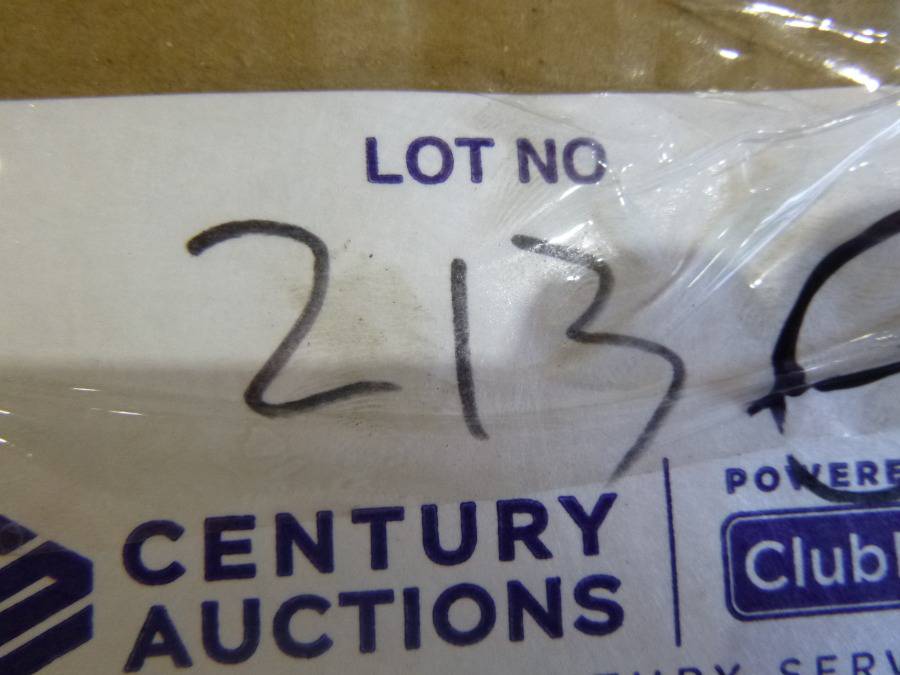 LOT NO
213
CENTURY
AUCTIONS
POWERE
Club